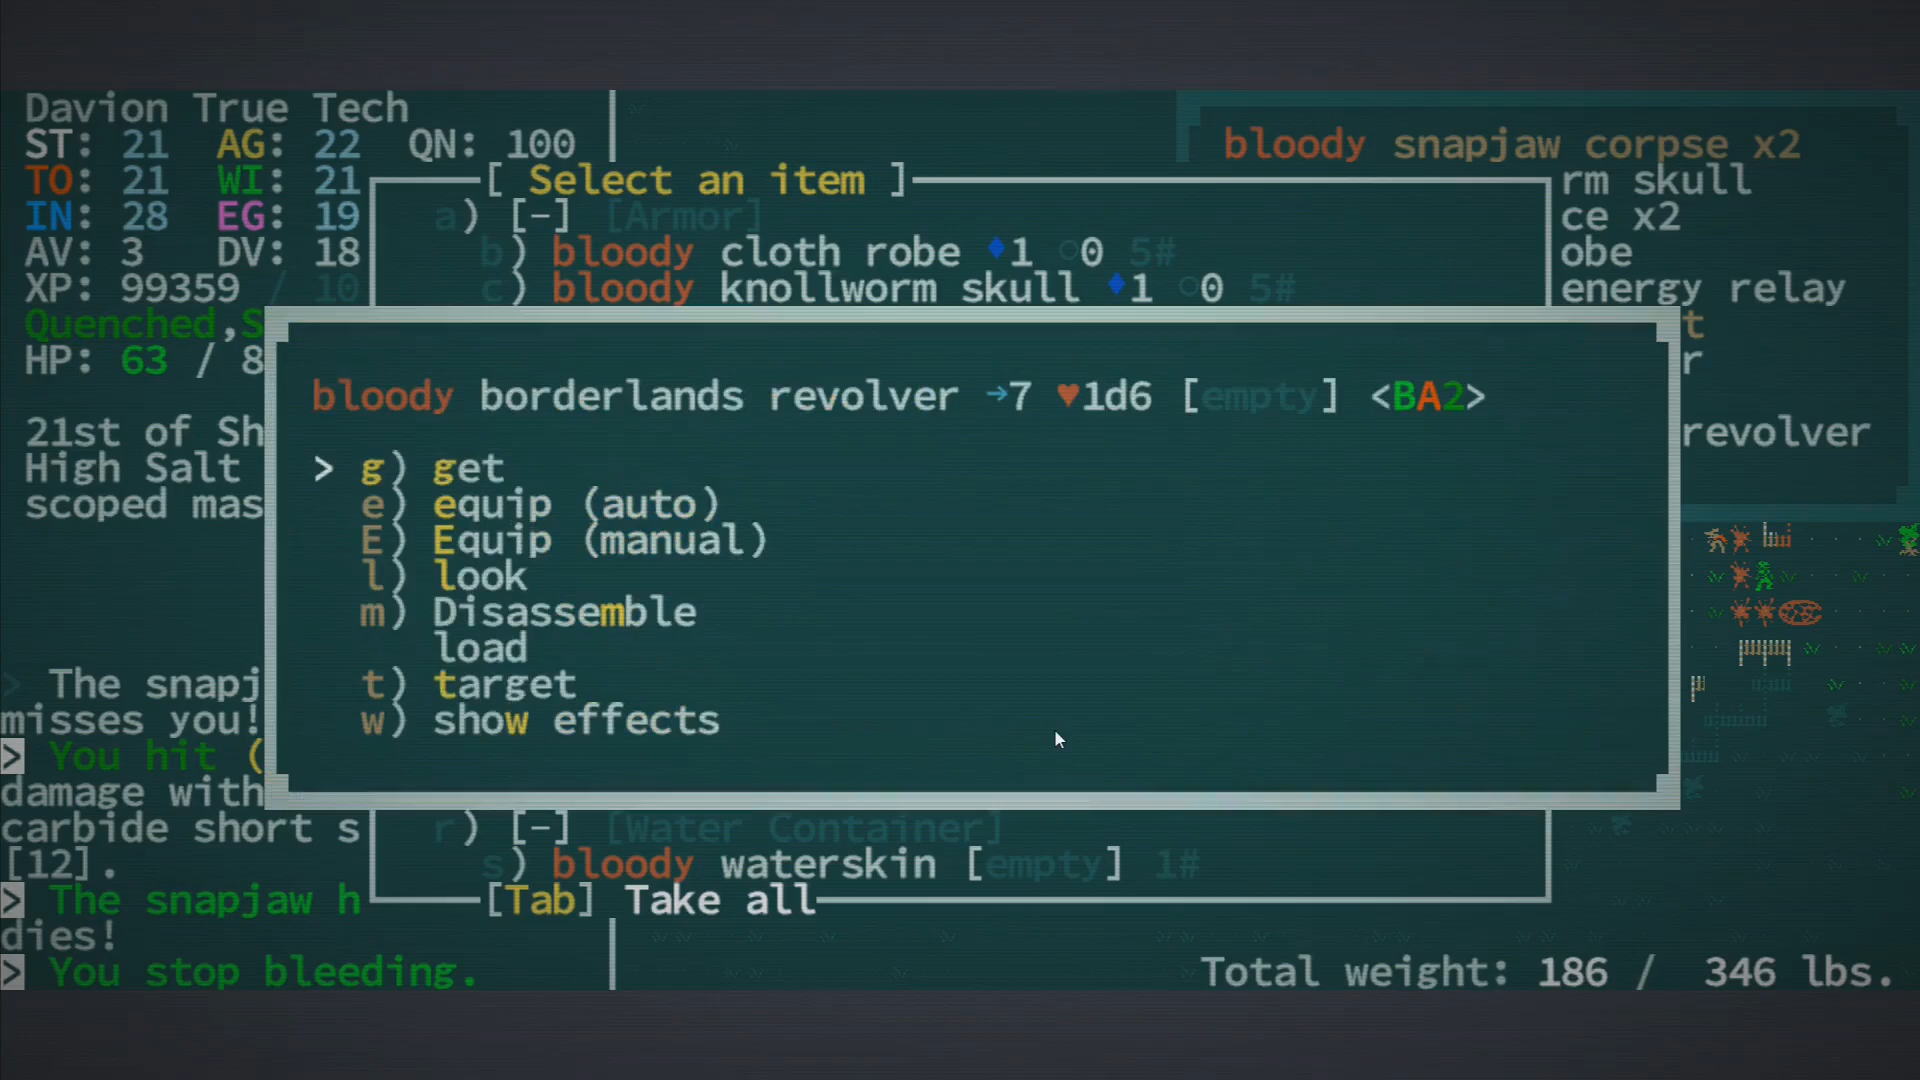 Davion True Tech
ST: 21 AG: 22 QN: 100
bloody snapjaw corpse x2
TO: 21 WI: 21
[ Select an item ]
rm skull
IN: 28 EG: 19
a) [-] [Armor]
ce x2
AV: 3 DV: 18
b) bloody cloth robe ♦1 ○0 5#
obe
XP: 99359 / 10
c) bloody knollworm skull ♦1 ○0 5#
energy relay
Quenched,S
t
HP: 63 / 8
r
bloody borderlands revolver →7 ♥1d6 [empty] <BA2>
21st of Sh
revolver
High Salt
> g) get
scoped mas
e) equip (auto)
E) Equip (manual)
l) look
m) Disassemble
load
> The snapj
t) target
misses you!
w) show effects
> You hit (
damage with
carbide short s
r) [-] [Water Container]
[12].
s) bloody waterskin [empty] 1#
> The snapjaw h
[Tab] Take all
dies!
> You stop bleeding.
Total weight: 186 / 346 lbs.